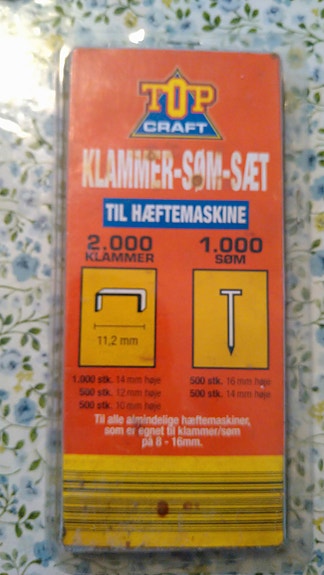 TOP
CRAFT
KLAMMER-SØM-SÆT
TIL HÆFTEMASKINE
2.000
KLAMMER
1.000
SØM
11,2 mm
1.000 stk. 14 mm høje
500 stk. 12 mm høje
500 stk. 10 mm høje
500 stk. 16 mm høje
500 stk. 14 mm høje
Til alle almindelige hæftemaskiner,
som er egnet til klammer/søm
på 8 - 16mm.